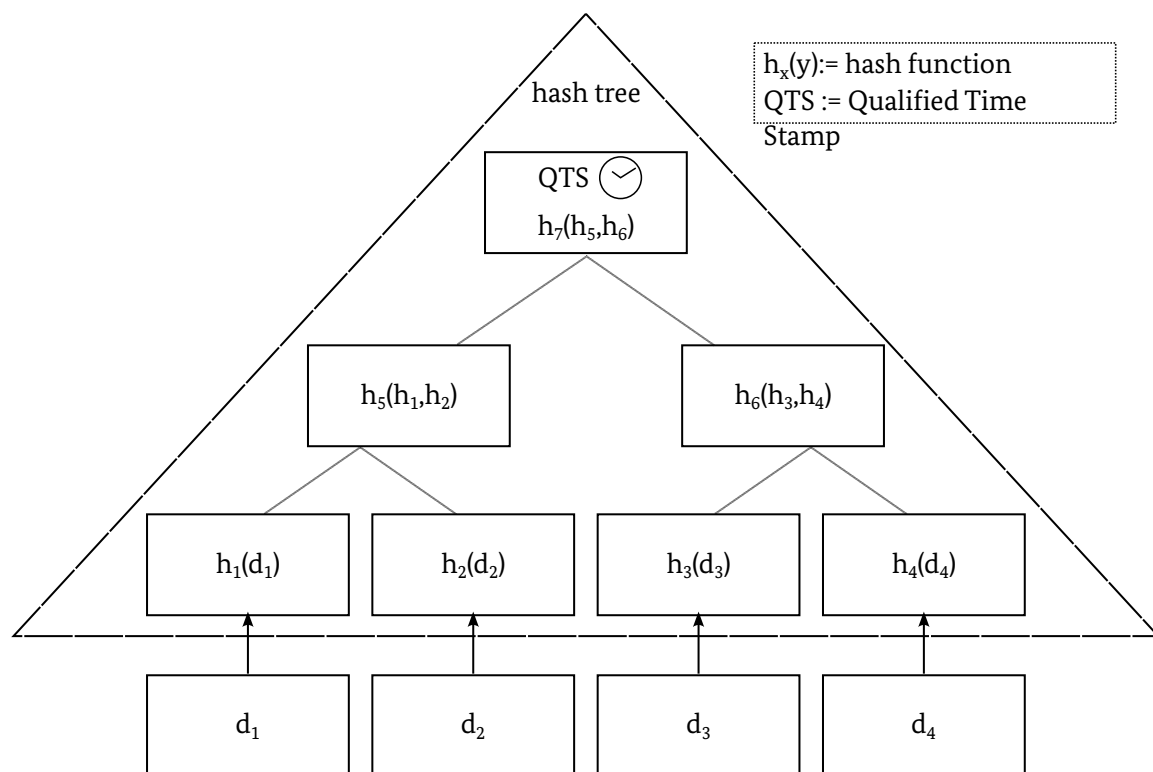 hash tree
hₓ(y):= hash function
QTS := Qualified Time
Stamp
QTS
h₇(h₅,h₆)
h₅(h₁,h₂)
h₆(h₃,h₄)
h₁(d₁)
h₂(d₂)
h₃(d₃)
h₄(d₄)
d₁
d₂
d₃
d₄